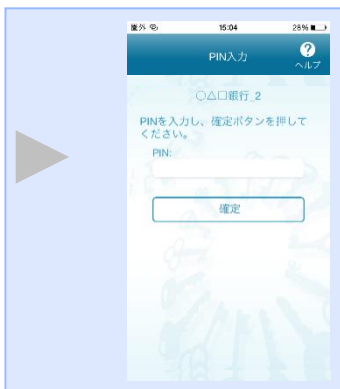 圏外 15:04 28%
PIN入力
?
ヘルプ
○△□銀行_2
PINを入力し、確定ボタンを押して
ください。
PIN:
確定